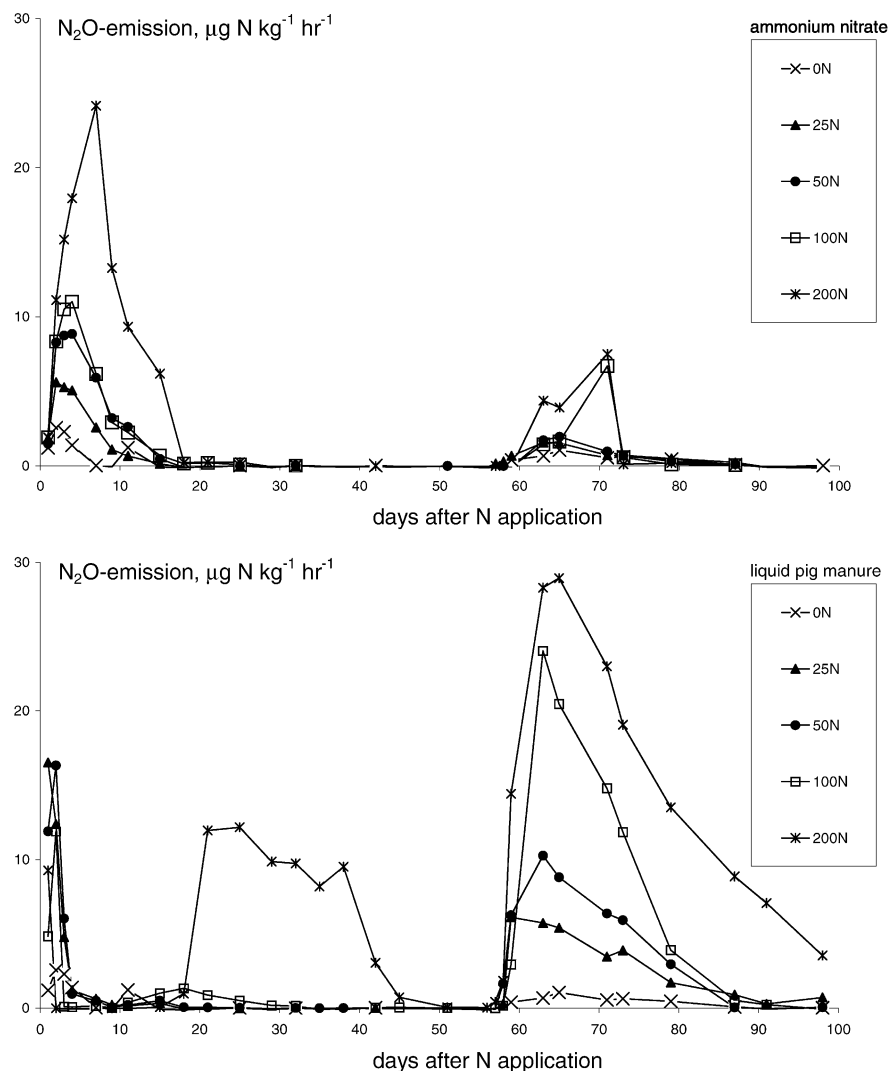 30
N₂O-emission, µg N kg⁻¹ hr⁻¹
ammonium nitrate
0N
25N
50N
100N
200N
20
10
0
0 10 20 30 40 50 60 70 80 90 100
days after N application
30
N₂O-emission, µg N kg⁻¹ hr⁻¹
liquid pig manure
0N
25N
50N
100N
200N
20
10
0
0 10 20 30 40 50 60 70 80 90 100
days after N application